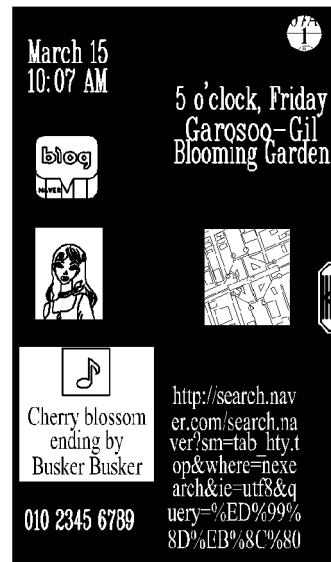 March 15
10:07 AM
1
5 o'clock, Friday
Garosoo-Gil
Blooming Garden
blog
NAVER
Cherry blossom
ending by
Busker Busker
010 2345 6789
http://search.nav
er.com/search.na
ver?sm=tab_hty.t
op&where=nexe
arch&ie=utf8&q
uery=%ED%99%
8D%EB%8C%80